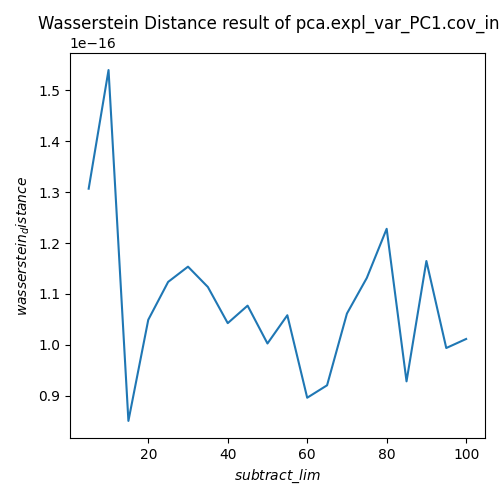 Wasserstein Distance result of pca.expl_var_PC1.cov_in
1e−16
1.5
1.4
1.3
1.2
1.1
1.0
0.9
wasserstein_distance
20 40 60 80 100
subtract_lim